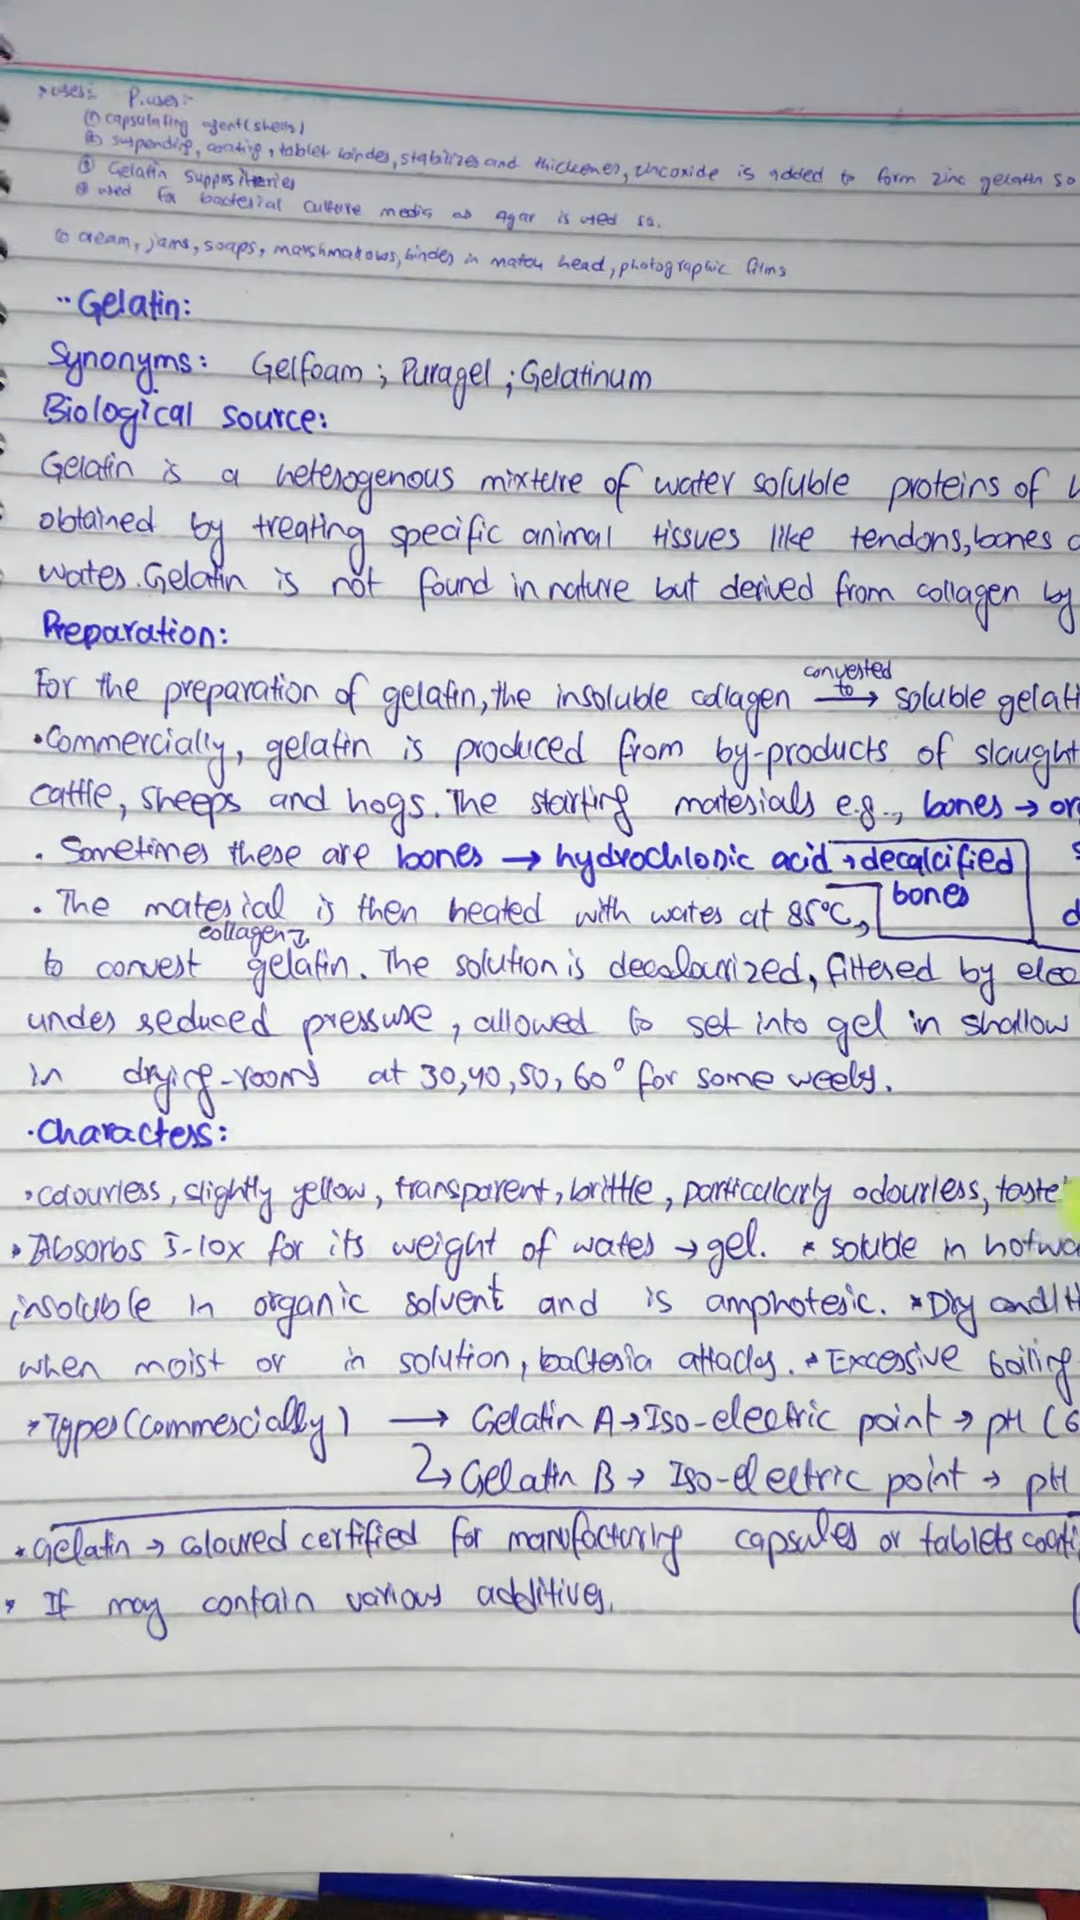 uses:- P.uses:-
① capsulating agent (shells)
② suspending, coating, tablet binder, stabilizes and thickener, zincoxide is added to form zinc gelatin so
③ Gelatin suppositeries
④ used for bacterial culture media as agar is used so.
cream, jams, soaps, marshmallows, binder in match head, photographic films
Gelatin:
Synonyms: Gelfoam ; Puragel ; Gelatinum
Biological source:
Gelatin is a heterogenous mixture of water soluble proteins of
obtained by treating specific animal tissues like tendons, bones
water. Gelatin is not found in nature but derived from collagen by
Preparation:
For the preparation of gelatin, the insoluble collagen converted to → soluble gelati
• Commercially, gelatin is produced from by-products of slaught
cattle, sheeps and hogs. The starting materials e.g., bones → or
• Sometimes these are bones → hydrochloric acid → decalcified
bones
• The material is then heated with water at 85°C,
collagen
to convert gelatin. The solution is decolourized, filtered by elec
under reduced pressure, allowed to set into gel in shallow
in drying-rooms at 30, 40, 50, 60° for some weeks.
• Characters:
• colourless, slightly yellow, transparent, brittle, particularly odourless, taste
• Absorbs 5-10x for its weight of water → gel. * soluble in hotwa
insoluble in organic solvent and is amphoteric. * Dry condit
when moist or in solution, bacteria attacks. * Excessive boiling
* Types (commercially) → Gelatin A → Iso-electric point → pH (
↳ Gelatin B → Iso-electric point → pH
* Gelatin → coloured certified for manufacturing capsules or tablets coati
* It may contain various additives.